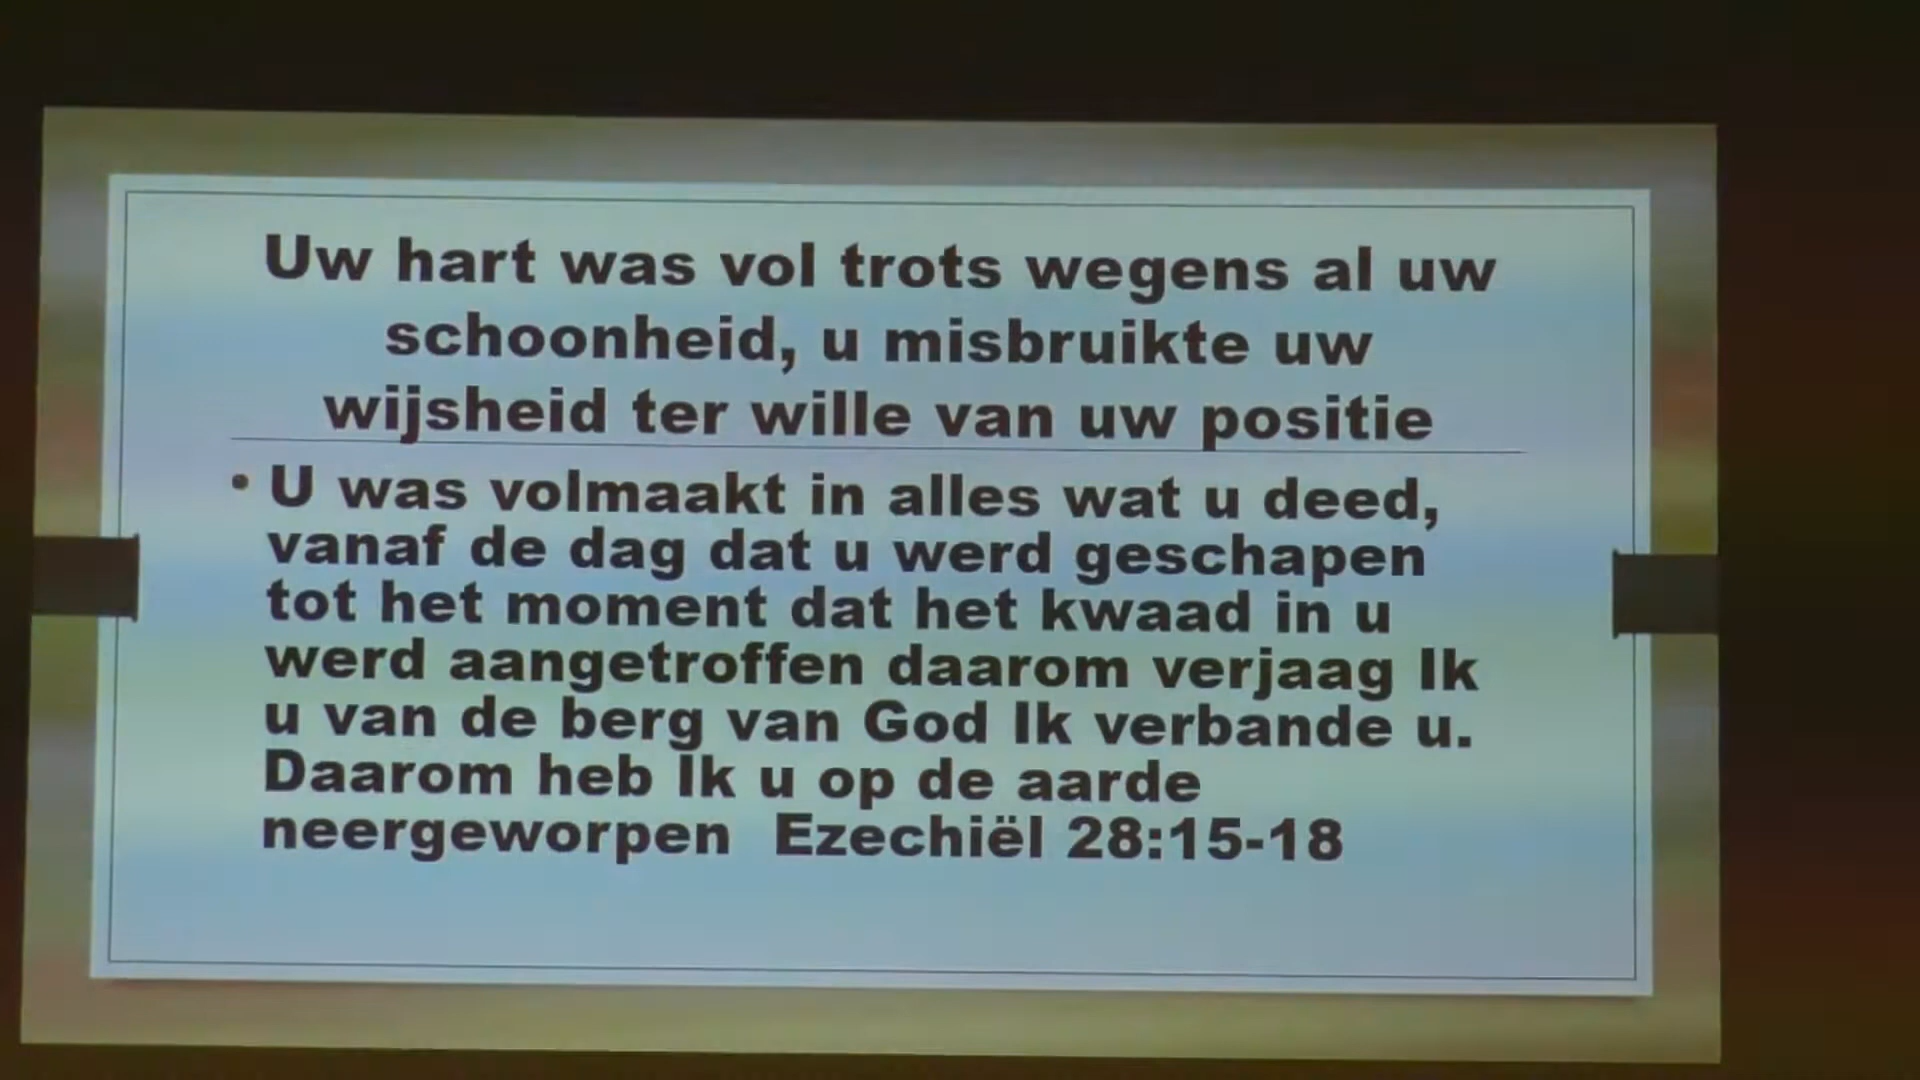 Uw hart was vol trots wegens al uw
schoonheid, u misbruikte uw
wijsheid ter wille van uw positie
• U was volmaakt in alles wat u deed,
vanaf de dag dat u werd geschapen
tot het moment dat het kwaad in u
werd aangetroffen daarom verjaag Ik
u van de berg van God Ik verbande u.
Daarom heb Ik u op de aarde
neergeworpen  Ezechiël 28:15-18